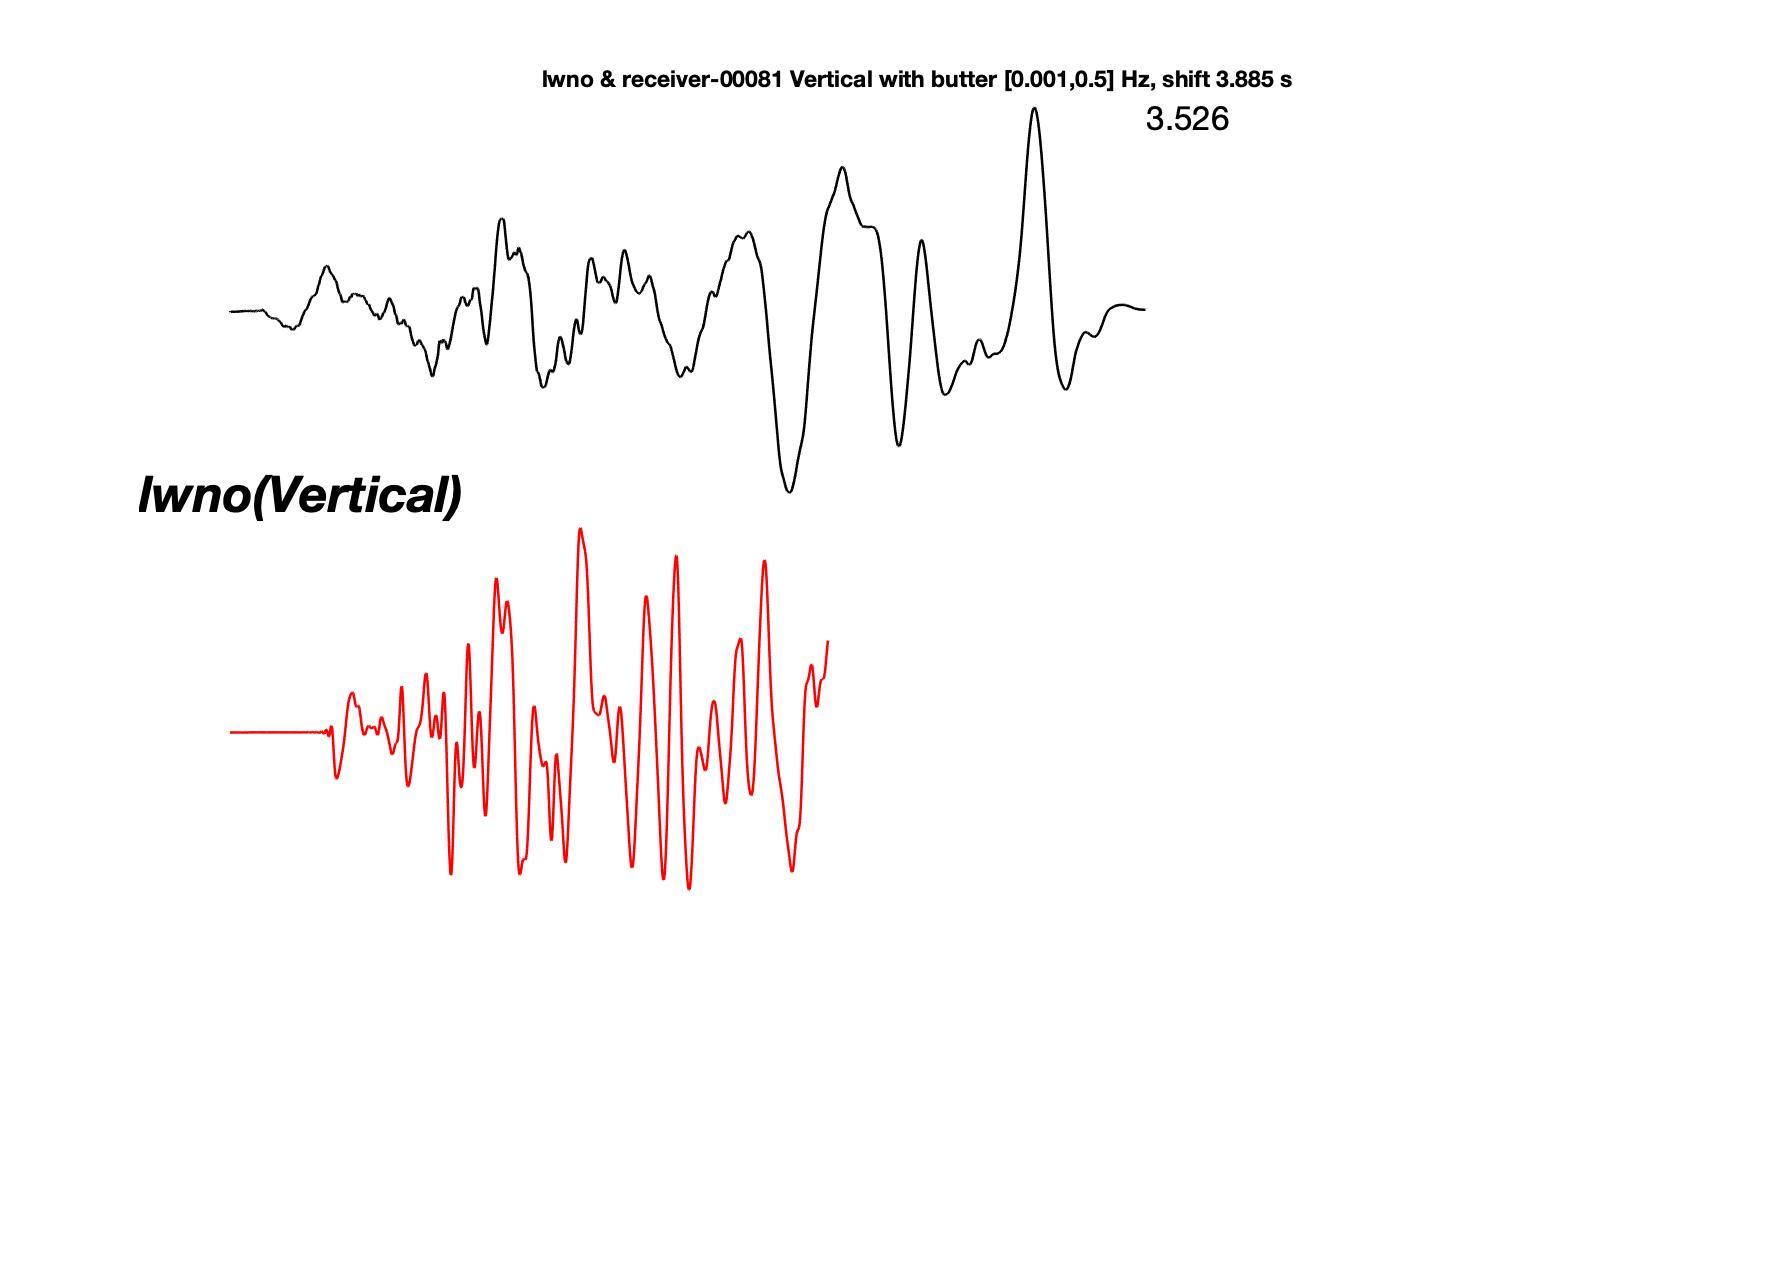 lwno & receiver-00081 Vertical with butter [0.001,0.5] Hz, shift 3.885 s
3.526
lwno(Vertical)